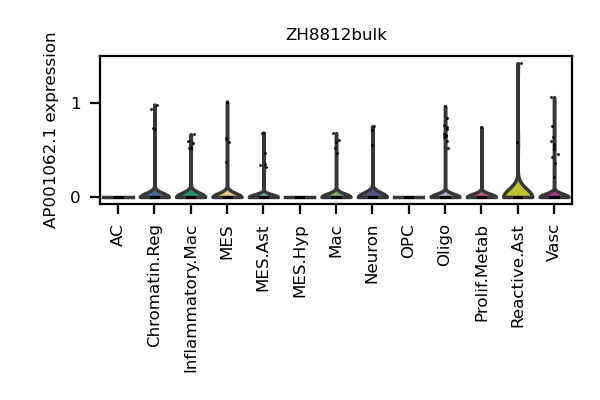 ZH8812bulk
AP001062.1 expression
1
0
AC
Chromatin.Reg
Inflammatory.Mac
MES
MES.Ast
MES.Hyp
Mac
Neuron
OPC
Oligo
Prolif.Metab
Reactive.Ast
Vasc